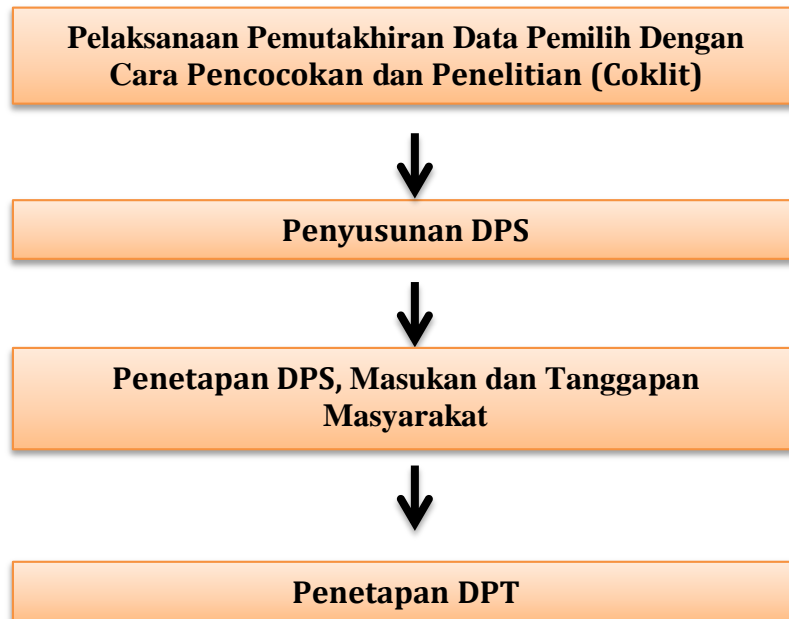 Pelaksanaan Pemutakhiran Data Pemilih Dengan
Cara Pencocokan dan Penelitian (Coklit)
Penyusunan DPS
Penetapan DPS, Masukan dan Tanggapan
Masyarakat
Penetapan DPT